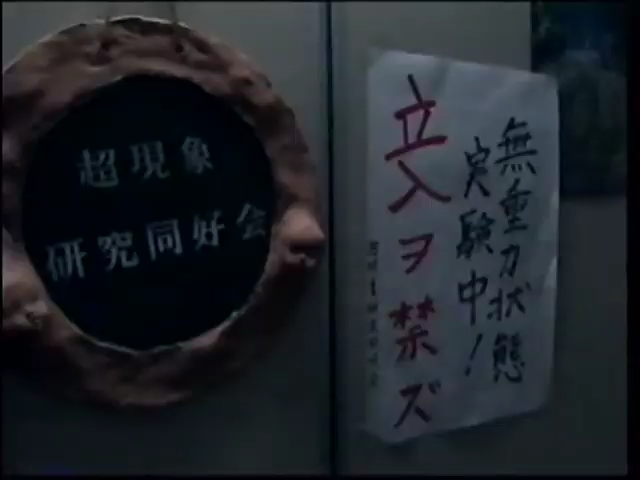 超現象
研究同好会
無重力状態
実験中！
立入ヲ禁ズ